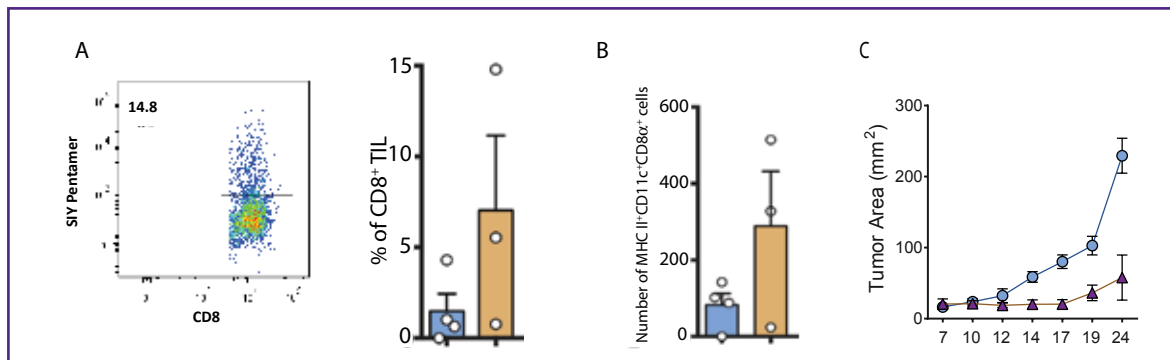 A
14.8
SIY Pentamer
CD8
% of CD8⁺ TIL
15
10
5
0
B
Number of MHC II⁺CD11c⁺CD8α⁺ cells
600
400
200
0
C
Tumor Area (mm²)
300
200
100
0
7 10 12 14 17 19 24